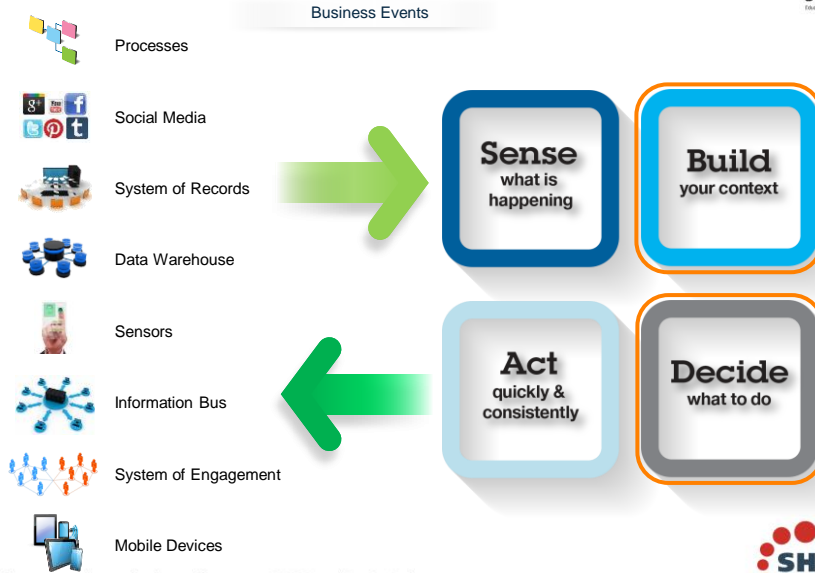 Business Events
Processes
Social Media
System of Records
Data Warehouse
Sensors
Information Bus
System of Engagement
Mobile Devices
Sense
what is
happening
Build
your context
Act
quickly &
consistently
Decide
what to do
SH